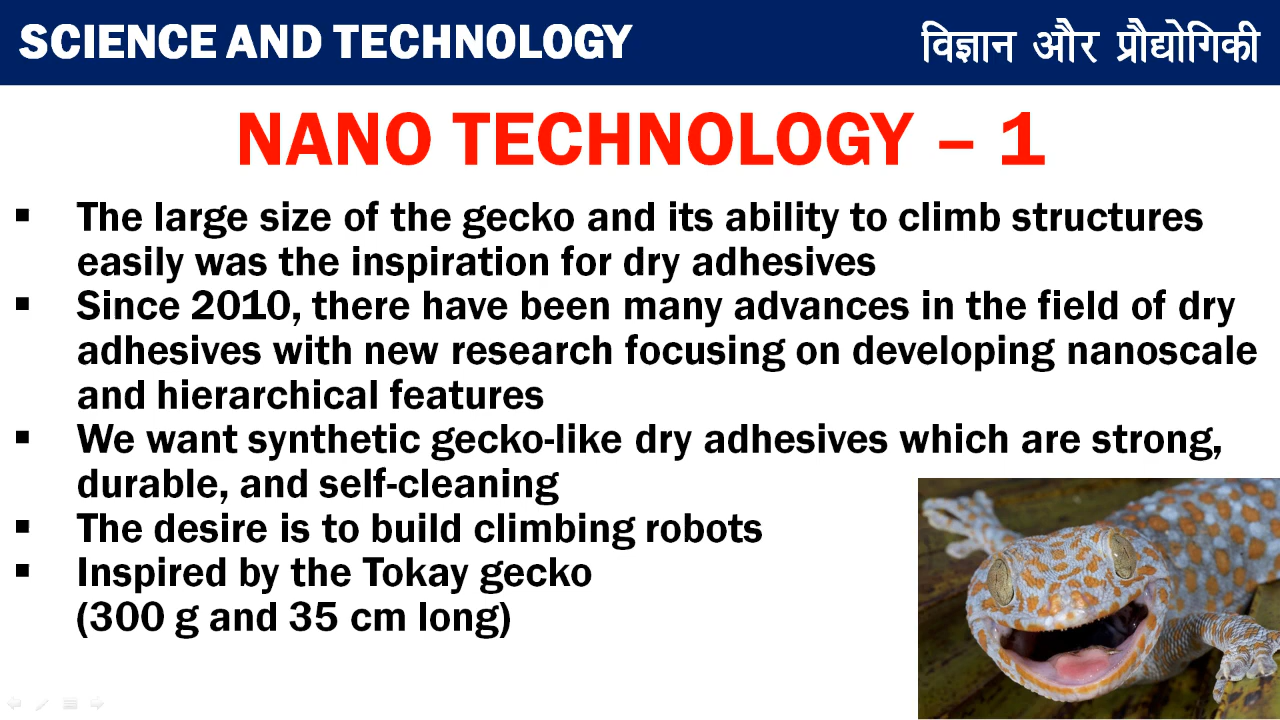 SCIENCE AND TECHNOLOGY
विज्ञान और प्रौद्योगिकी
NANO TECHNOLOGY – 1
▪ The large size of the gecko and its ability to climb structures
easily was the inspiration for dry adhesives
▪ Since 2010, there have been many advances in the field of dry
adhesives with new research focusing on developing nanoscale
and hierarchical features
▪ We want synthetic gecko-like dry adhesives which are strong,
durable, and self-cleaning
▪ The desire is to build climbing robots
▪ Inspired by the Tokay gecko
(300 g and 35 cm long)